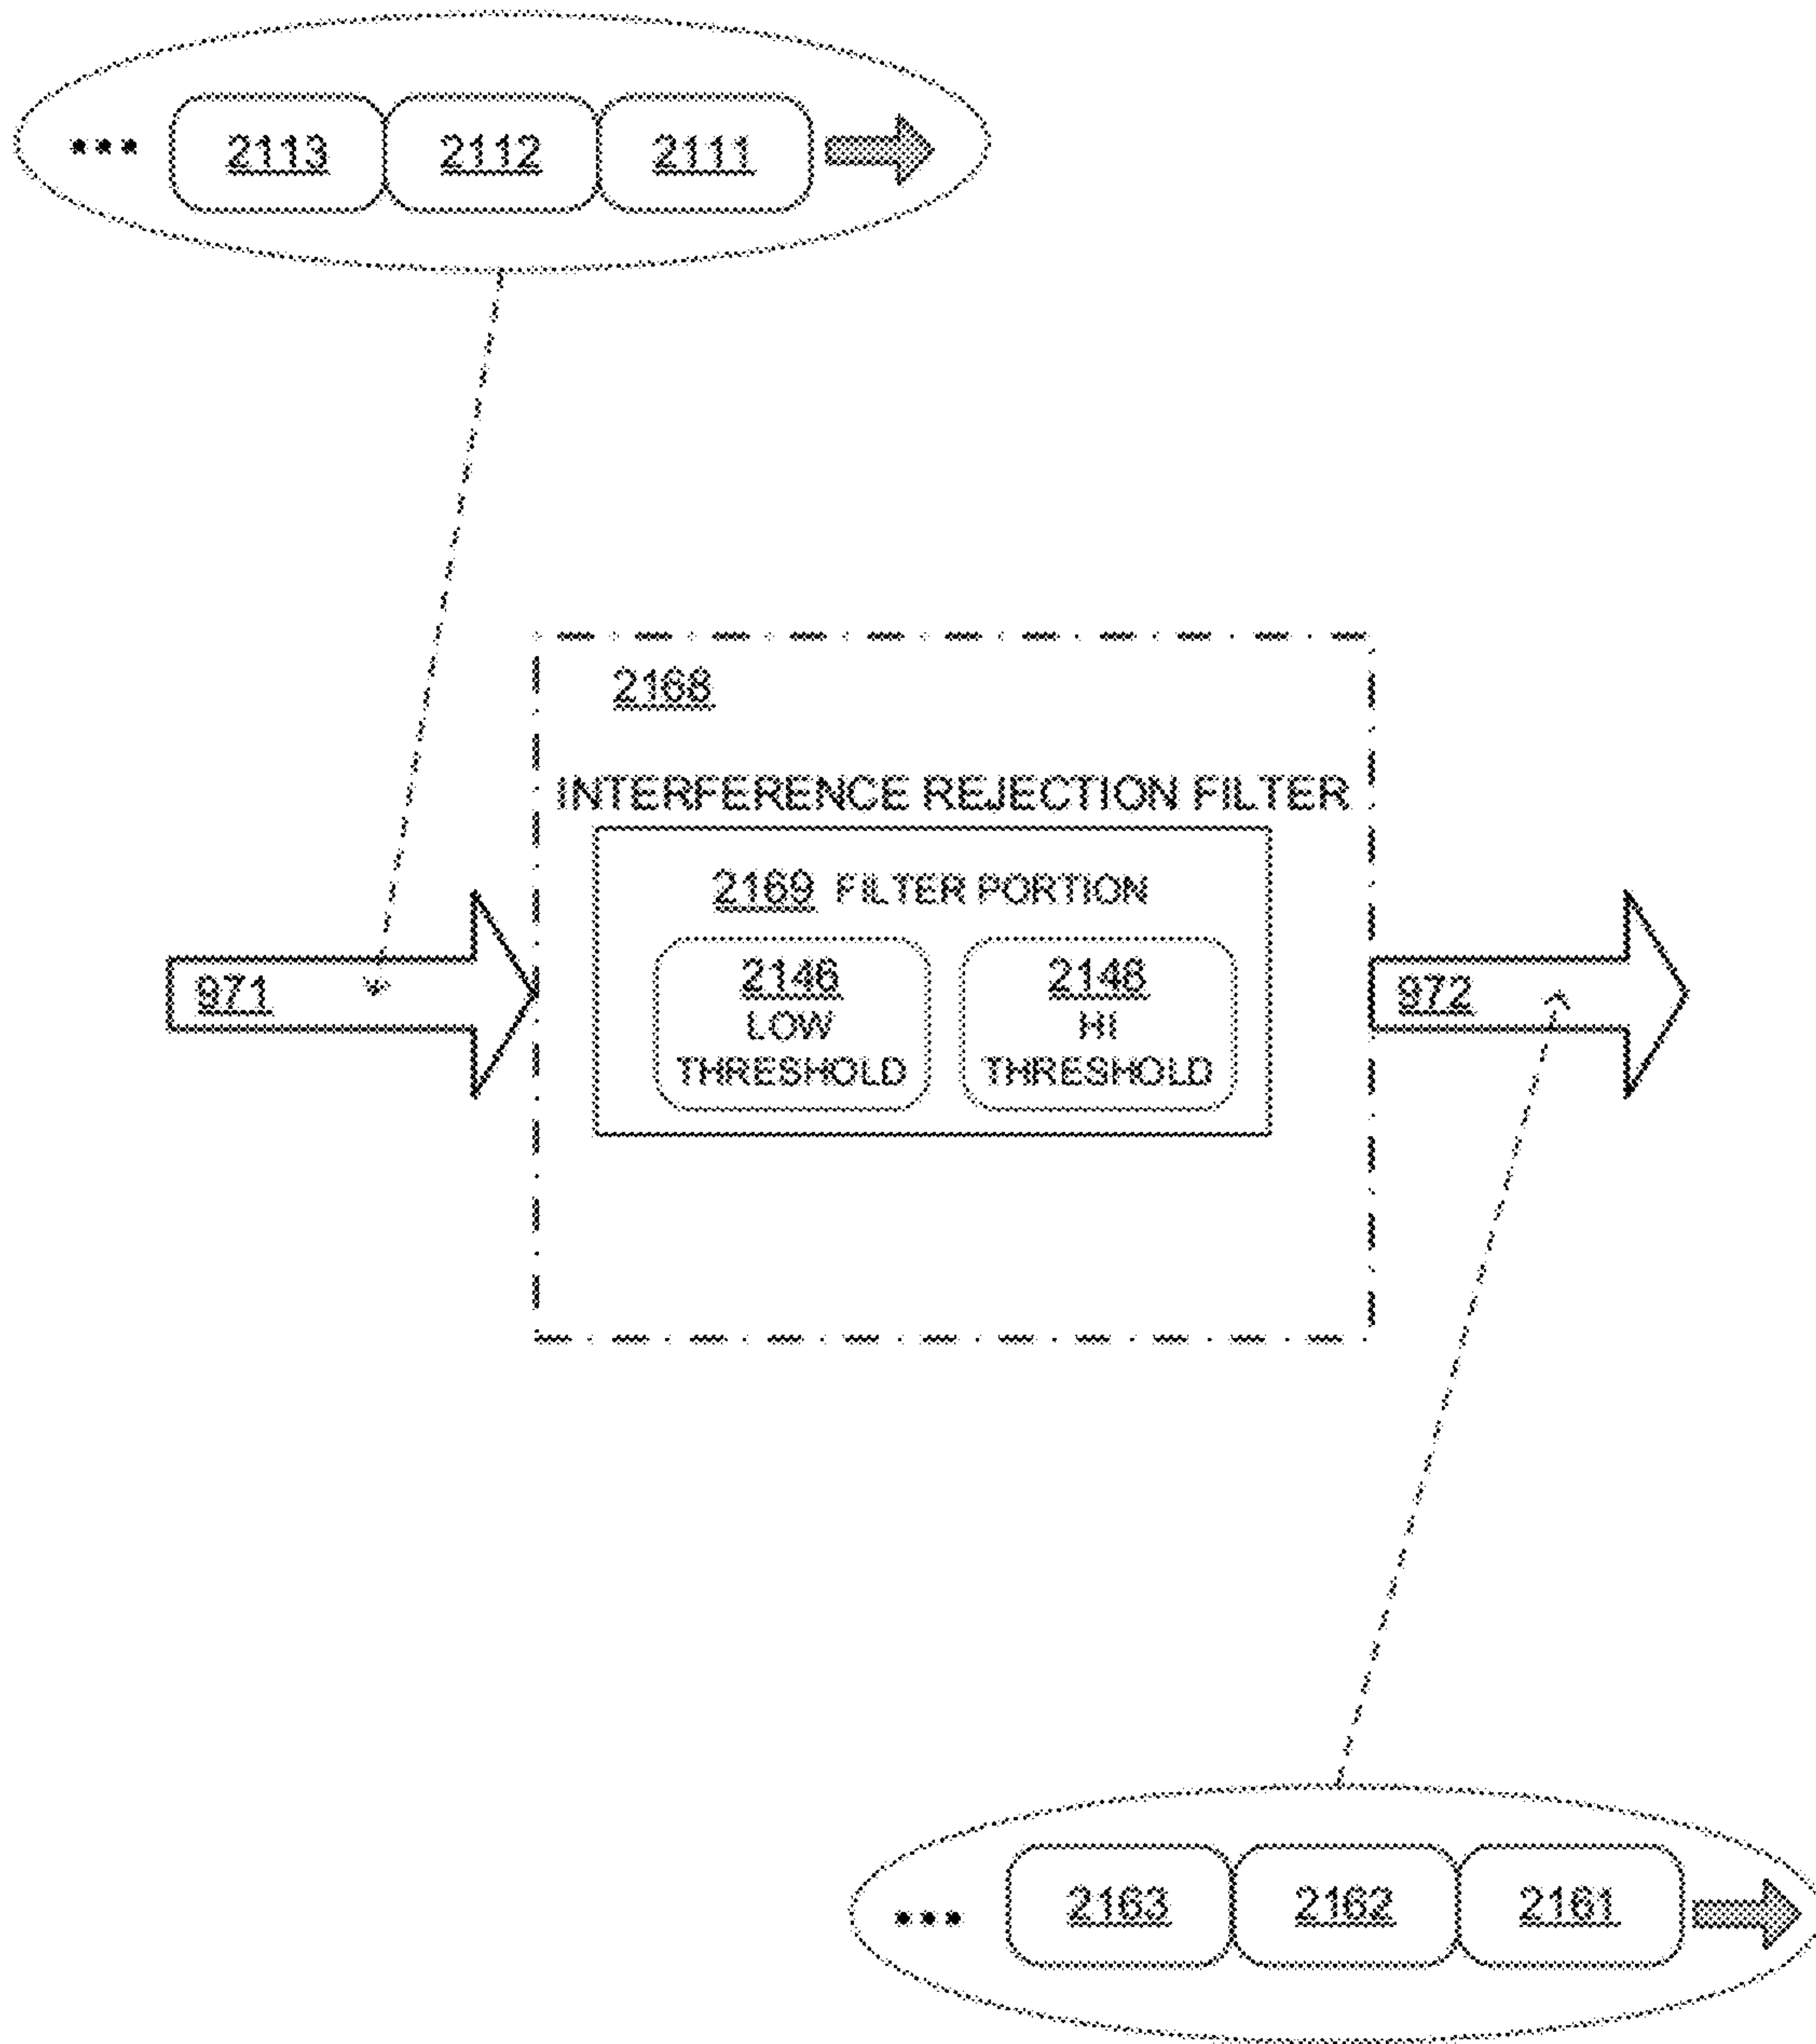 ... 2113 2112 2111
2168
INTERFERENCE REJECTION FILTER
2169 FILTER PORTION
2146
LOW
THRESHOLD
2148
HI
THRESHOLD
971
972
... 2163 2162 2161